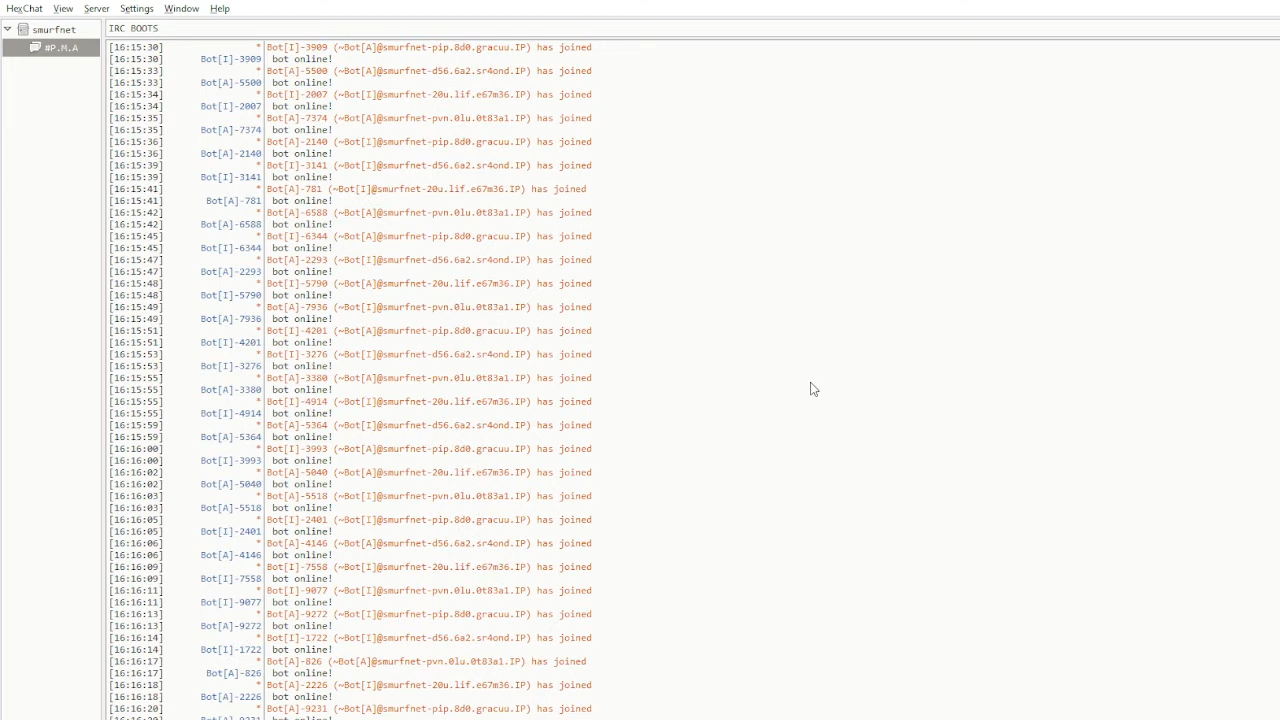 HexChat View Server Settings Window Help
smurfnet
#P.M.A
IRC BOOTS
[16:15:30] * Bot[I]-3909 (~Bot[A]@smurfnet-pip.8d0.gracuu.IP) has joined
[16:15:30] Bot[I]-3909 bot online!
[16:15:33] * Bot[A]-5500 (~Bot[A]@smurfnet-d56.6a2.sr4ond.IP) has joined
[16:15:33] Bot[A]-5500 bot online!
[16:15:34] * Bot[I]-2007 (~Bot[A]@smurfnet-20u.lif.e67m36.IP) has joined
[16:15:34] Bot[I]-2007 bot online!
[16:15:35] * Bot[A]-7374 (~Bot[A]@smurfnet-pvn.0lu.0t83a1.IP) has joined
[16:15:35] Bot[A]-7374 bot online!
[16:15:36] * Bot[A]-2140 (~Bot[I]@smurfnet-pip.8d0.gracuu.IP) has joined
[16:15:36] Bot[A]-2140 bot online!
[16:15:39] * Bot[I]-3141 (~Bot[A]@smurfnet-d56.6a2.sr4ond.IP) has joined
[16:15:39] Bot[I]-3141 bot online!
[16:15:41] * Bot[A]-781 (~Bot[I]@smurfnet-20u.lif.e67m36.IP) has joined
[16:15:41] Bot[A]-781 bot online!
[16:15:42] * Bot[A]-6588 (~Bot[A]@smurfnet-pvn.0lu.0t83a1.IP) has joined
[16:15:42] Bot[A]-6588 bot online!
[16:15:45] * Bot[I]-6344 (~Bot[A]@smurfnet-pip.8d0.gracuu.IP) has joined
[16:15:45] Bot[I]-6344 bot online!
[16:15:47] * Bot[A]-2293 (~Bot[A]@smurfnet-d56.6a2.sr4ond.IP) has joined
[16:15:47] Bot[A]-2293 bot online!
[16:15:48] * Bot[I]-5790 (~Bot[A]@smurfnet-20u.lif.e67m36.IP) has joined
[16:15:48] Bot[I]-5790 bot online!
[16:15:49] * Bot[A]-7936 (~Bot[A]@smurfnet-pvn.0lu.0t83a1.IP) has joined
[16:15:49] Bot[A]-7936 bot online!
[16:15:51] * Bot[I]-4201 (~Bot[A]@smurfnet-pip.8d0.gracuu.IP) has joined
[16:15:51] Bot[I]-4201 bot online!
[16:15:53] * Bot[I]-3276 (~Bot[A]@smurfnet-d56.6a2.sr4ond.IP) has joined
[16:15:53] Bot[I]-3276 bot online!
[16:15:55] * Bot[A]-3380 (~Bot[A]@smurfnet-pvn.0lu.0t83a1.IP) has joined
[16:15:55] Bot[A]-3380 bot online!
[16:15:55] * Bot[I]-4914 (~Bot[I]@smurfnet-20u.lif.e67m36.IP) has joined
[16:15:55] Bot[I]-4914 bot online!
[16:15:59] * Bot[A]-5364 (~Bot[I]@smurfnet-d56.6a2.sr4ond.IP) has joined
[16:15:59] Bot[A]-5364 bot online!
[16:16:00] * Bot[I]-3993 (~Bot[A]@smurfnet-pip.8d0.gracuu.IP) has joined
[16:16:00] Bot[I]-3993 bot online!
[16:16:02] * Bot[A]-5040 (~Bot[A]@smurfnet-20u.lif.e67m36.IP) has joined
[16:16:02] Bot[A]-5040 bot online!
[16:16:03] * Bot[A]-5518 (~Bot[I]@smurfnet-pvn.0lu.0t83a1.IP) has joined
[16:16:03] Bot[A]-5518 bot online!
[16:16:05] * Bot[I]-2401 (~Bot[A]@smurfnet-pip.8d0.gracuu.IP) has joined
[16:16:05] Bot[I]-2401 bot online!
[16:16:06] * Bot[A]-4146 (~Bot[A]@smurfnet-d56.6a2.sr4ond.IP) has joined
[16:16:06] Bot[A]-4146 bot online!
[16:16:09] * Bot[I]-7558 (~Bot[I]@smurfnet-20u.lif.e67m36.IP) has joined
[16:16:09] Bot[I]-7558 bot online!
[16:16:11] * Bot[I]-9077 (~Bot[I]@smurfnet-pvn.0lu.0t83a1.IP) has joined
[16:16:11] Bot[I]-9077 bot online!
[16:16:13] * Bot[A]-9272 (~Bot[I]@smurfnet-pip.8d0.gracuu.IP) has joined
[16:16:13] Bot[A]-9272 bot online!
[16:16:14] * Bot[I]-1722 (~Bot[I]@smurfnet-d56.6a2.sr4ond.IP) has joined
[16:16:14] Bot[I]-1722 bot online!
[16:16:17] * Bot[A]-826 (~Bot[A]@smurfnet-pvn.0lu.0t83a1.IP) has joined
[16:16:17] Bot[A]-826 bot online!
[16:16:18] * Bot[A]-2226 (~Bot[I]@smurfnet-20u.lif.e67m36.IP) has joined
[16:16:18] Bot[A]-2226 bot online!
[16:16:20] * Bot[A]-9231 (~Bot[A]@smurfnet-pip.8d0.gracuu.IP) has joined
[16:16:20] Bot[A]-9231 bot online!